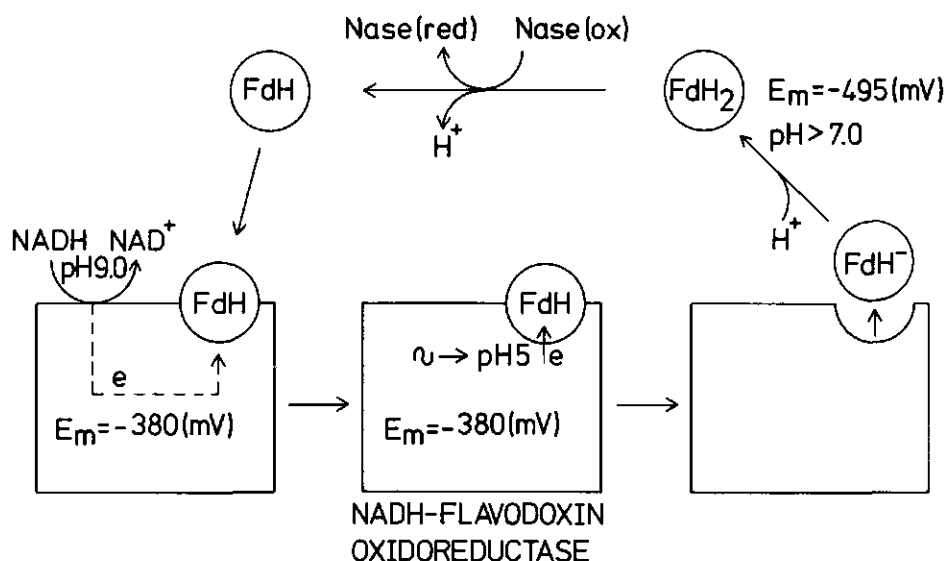 Nase(red) Nase(ox)
FdH
FdH₂ Eₘ=-495(mV)
pH>7.0
H⁺
H⁺
NADH NAD⁺
pH9.0
FdH⁻
FdH
FdH
∿→pH5 e
e
Eₘ=-380(mV)
Eₘ=-380(mV)
NADH-FLAVODOXIN
OXIDOREDUCTASE